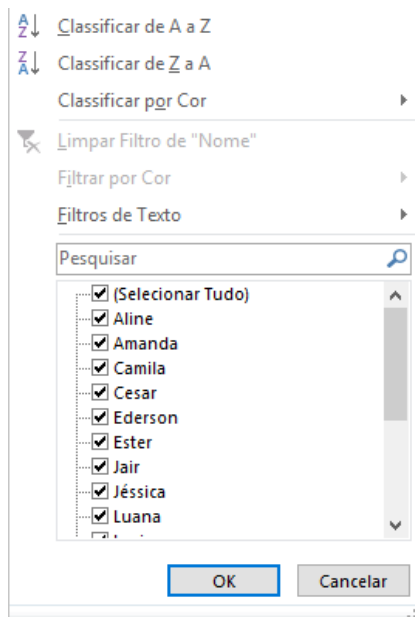 Classificar de A a Z
Classificar de Z a A
Classificar por Cor
Limpar Filtro de "Nome"
Filtrar por Cor
Filtros de Texto
Pesquisar
(Selecionar Tudo)
Aline
Amanda
Camila
Cesar
Ederson
Ester
Jair
Jéssica
Luana
OK Cancelar